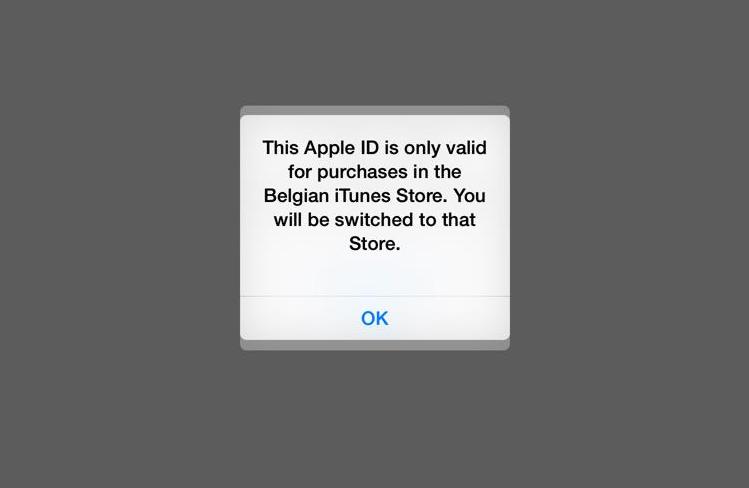 This Apple ID is only valid
for purchases in the
Belgian iTunes Store. You
will be switched to that
Store.
OK